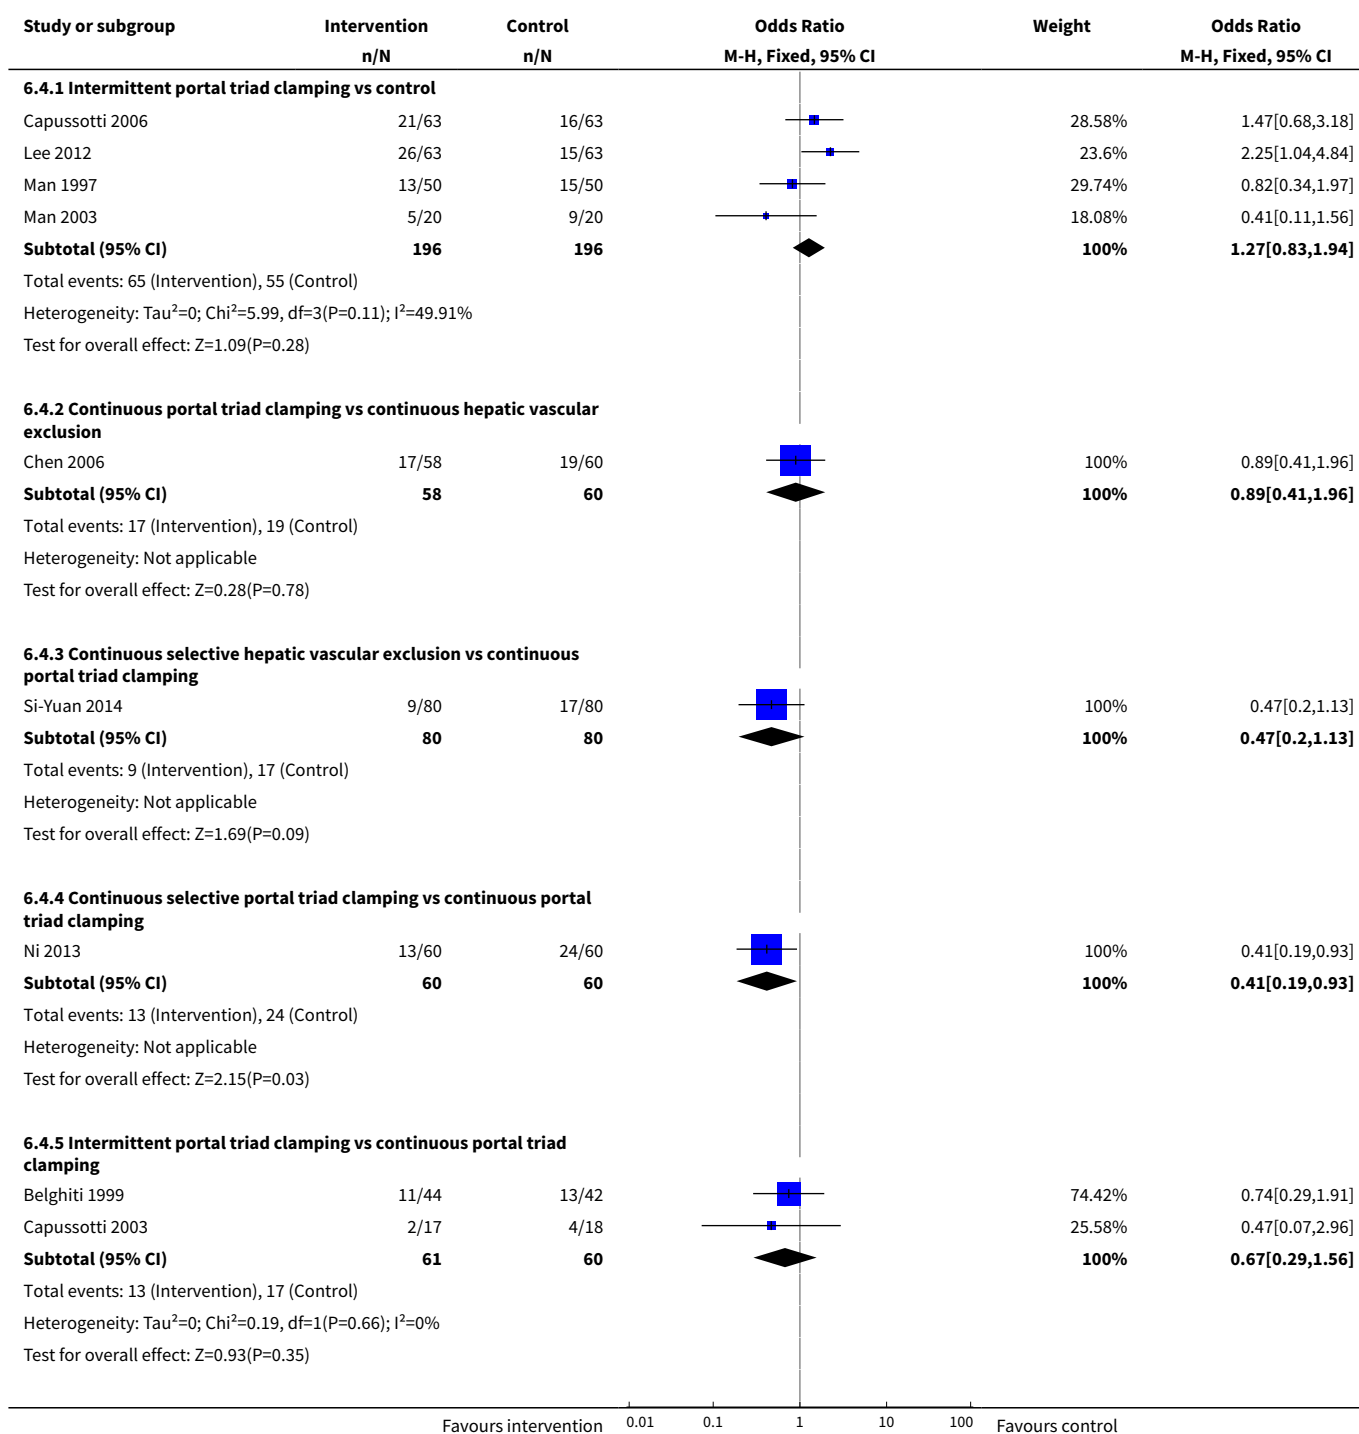 Study or subgroup Intervention Control Odds Ratio Weight Odds Ratio
n/N n/N M-H, Fixed, 95% CI M-H, Fixed, 95% CI
6.4.1 Intermittent portal triad clamping vs control
Capussotti 2006 21/63 16/63 28.58% 1.47[0.68,3.18]
Lee 2012 26/63 15/63 23.6% 2.25[1.04,4.84]
Man 1997 13/50 15/50 29.74% 0.82[0.34,1.97]
Man 2003 5/20 9/20 18.08% 0.41[0.11,1.56]
Subtotal (95% CI) 196 196 100% 1.27[0.83,1.94]
Total events: 65 (Intervention), 55 (Control)
Heterogeneity: Tau²=0; Chi²=5.99, df=3(P=0.11); I²=49.91%
Test for overall effect: Z=1.09(P=0.28)
6.4.2 Continuous portal triad clamping vs continuous hepatic vascular
exclusion
Chen 2006 17/58 19/60 100% 0.89[0.41,1.96]
Subtotal (95% CI) 58 60 100% 0.89[0.41,1.96]
Total events: 17 (Intervention), 19 (Control)
Heterogeneity: Not applicable
Test for overall effect: Z=0.28(P=0.78)
6.4.3 Continuous selective hepatic vascular exclusion vs continuous
portal triad clamping
Si-Yuan 2014 9/80 17/80 100% 0.47[0.2,1.13]
Subtotal (95% CI) 80 80 100% 0.47[0.2,1.13]
Total events: 9 (Intervention), 17 (Control)
Heterogeneity: Not applicable
Test for overall effect: Z=1.69(P=0.09)
6.4.4 Continuous selective portal triad clamping vs continuous portal
triad clamping
Ni 2013 13/60 24/60 100% 0.41[0.19,0.93]
Subtotal (95% CI) 60 60 100% 0.41[0.19,0.93]
Total events: 13 (Intervention), 24 (Control)
Heterogeneity: Not applicable
Test for overall effect: Z=2.15(P=0.03)
6.4.5 Intermittent portal triad clamping vs continuous portal triad
clamping
Belghiti 1999 11/44 13/42 74.42% 0.74[0.29,1.91]
Capussotti 2003 2/17 4/18 25.58% 0.47[0.07,2.96]
Subtotal (95% CI) 61 60 100% 0.67[0.29,1.56]
Total events: 13 (Intervention), 17 (Control)
Heterogeneity: Tau²=0; Chi²=0.19, df=1(P=0.66); I²=0%
Test for overall effect: Z=0.93(P=0.35)
Favours intervention 0.01 0.1 1 10 100 Favours control